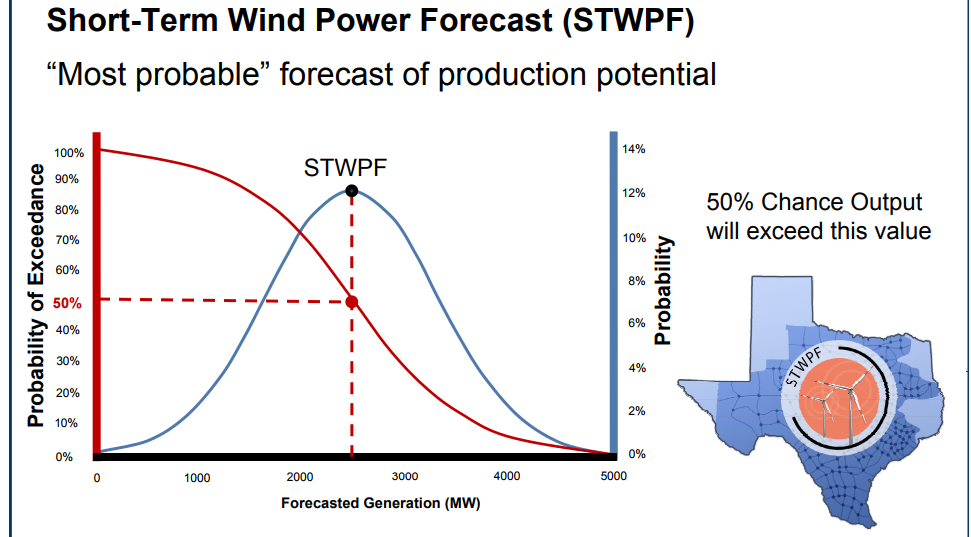 Short-Term Wind Power Forecast (STWPF)
“Most probable” forecast of production potential
STWPF
Probability of Exceedance
100%
90%
80%
70%
60%
50%
40%
30%
20%
10%
0%
14%
12%
10%
8%
6%
4%
2%
0%
Probability
0 1000 2000 3000 4000 5000
Forecasted Generation (MW)
50% Chance Output
will exceed this value
STWPF